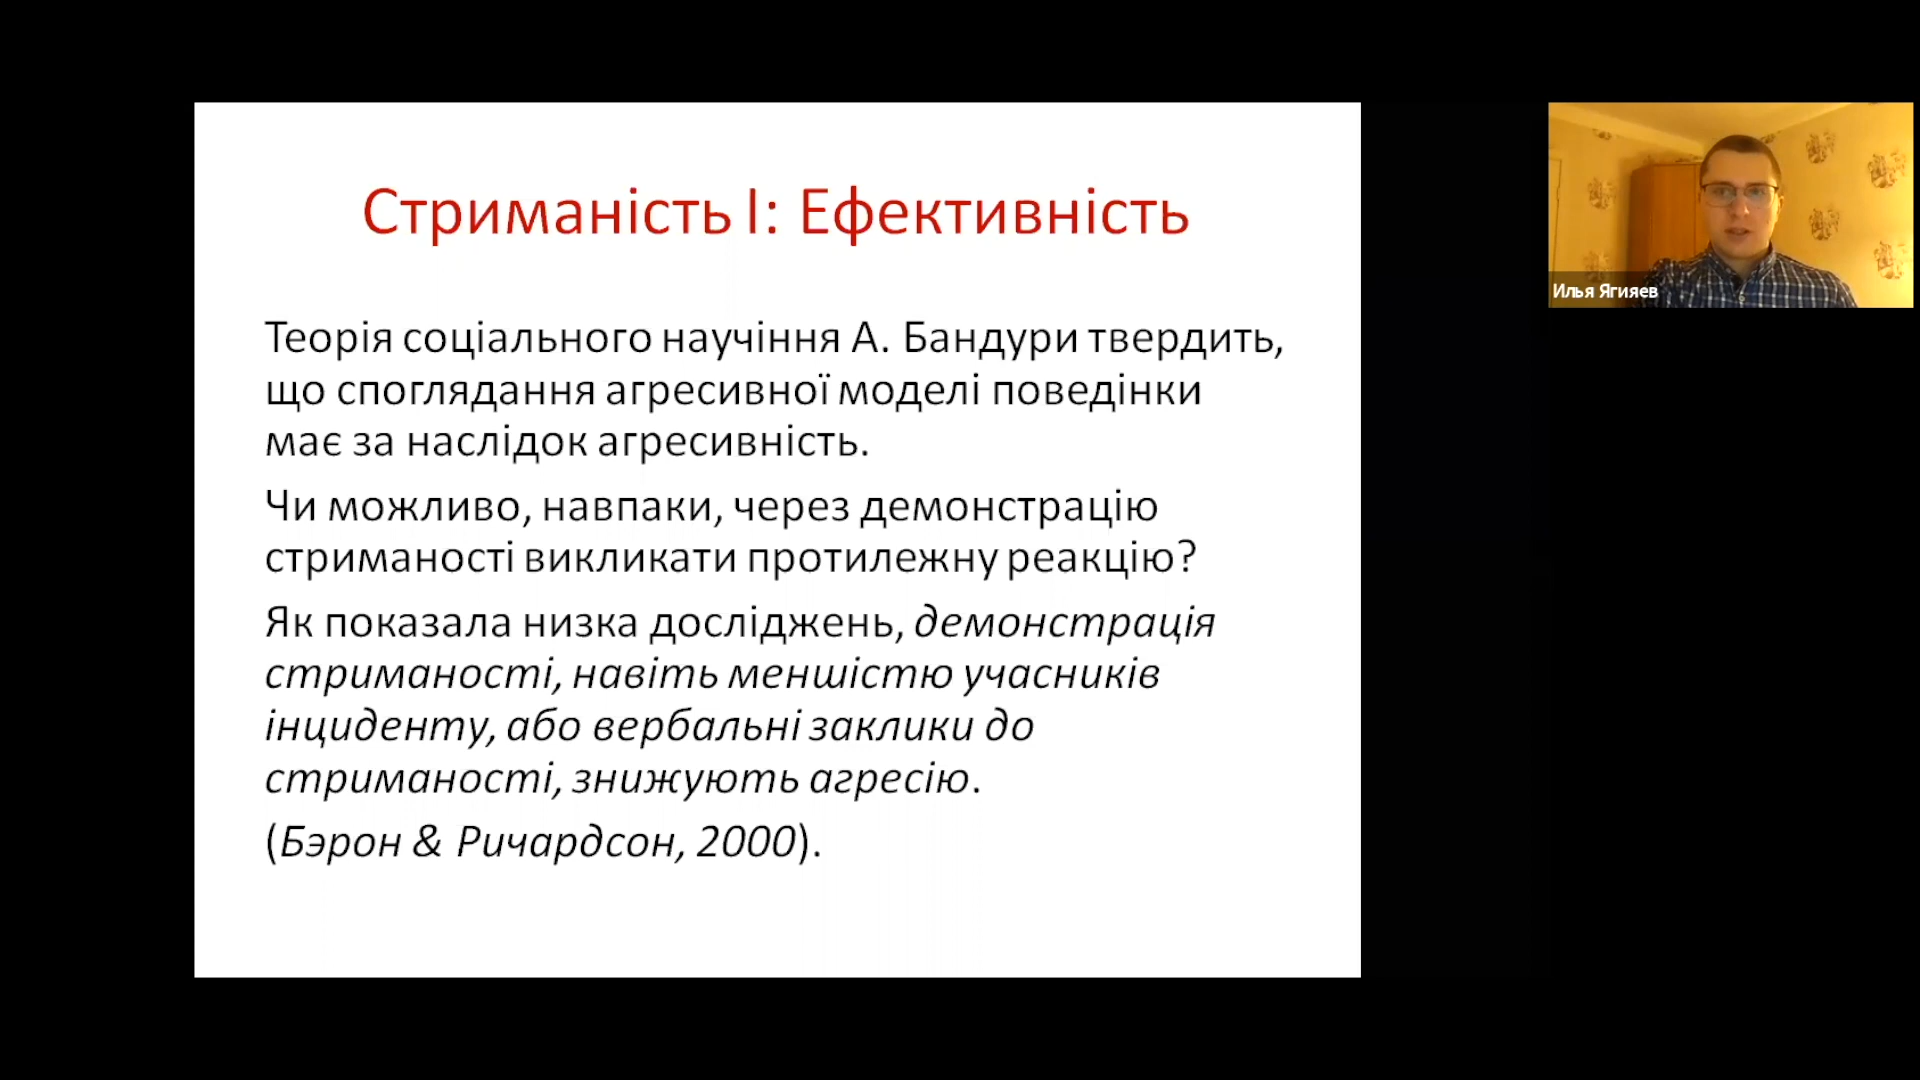 Стриманість I: Ефективність
Теорія соціального научіння А. Бандури твердить,
що споглядання агресивної моделі поведінки
має за наслідок агресивність.
Чи можливо, навпаки, через демонстрацію
стриманості викликати протилежну реакцію?
Як показала низка досліджень, демонстрація
стриманості, навіть меншістю учасників
інциденту, або вербальні заклики до
стриманості, знижують агресію.
(Бэрон & Ричардсон, 2000).
Илья Ягияев